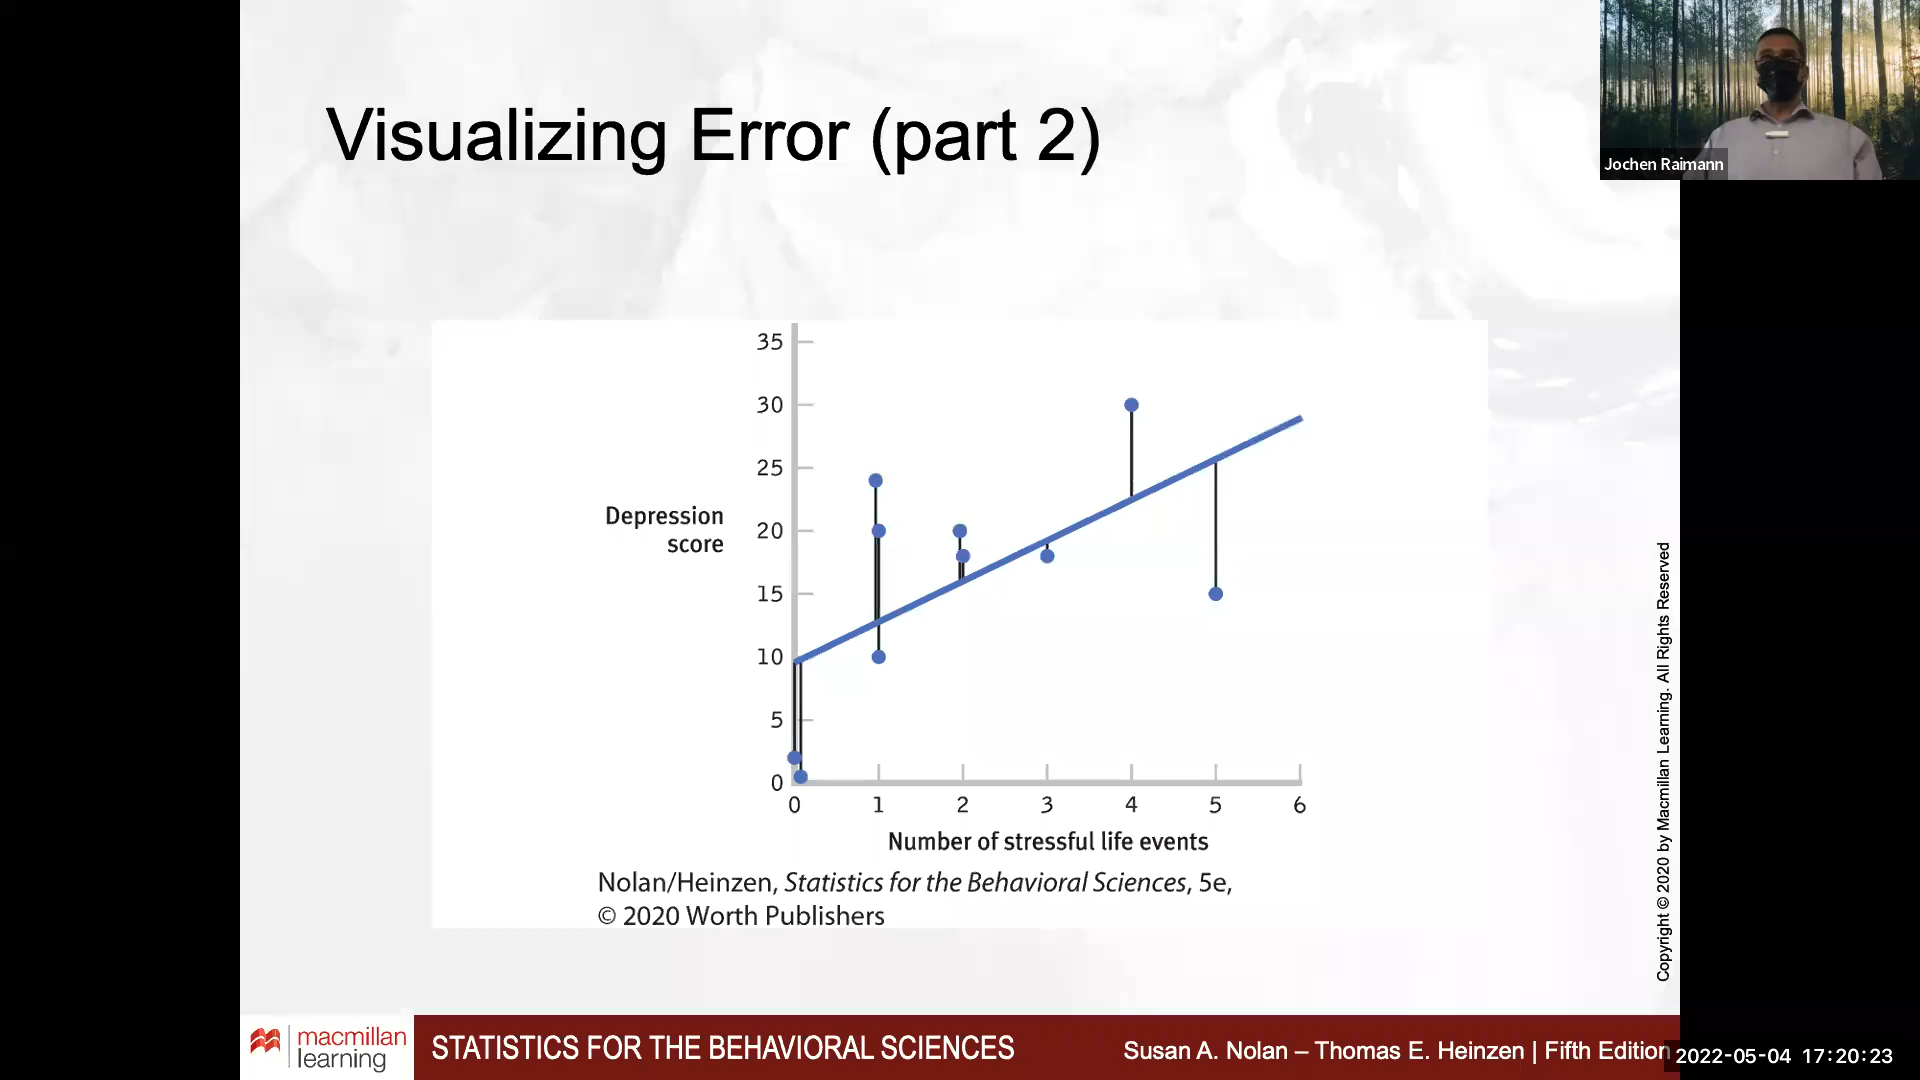 Visualizing Error (part 2)
Jochen Raimann
35
30
25
20
15
10
5
0
Depression
score
0 1 2 3 4 5 6
Number of stressful life events
Nolan/Heinzen, Statistics for the Behavioral Sciences, 5e,
© 2020 Worth Publishers
Copyright © 2020 by Macmillan Learning. All Rights Reserved
macmillan
learning
STATISTICS FOR THE BEHAVIORAL SCIENCES
Susan A. Nolan – Thomas E. Heinzen | Fifth Edition
2022-05-04 17:20:23